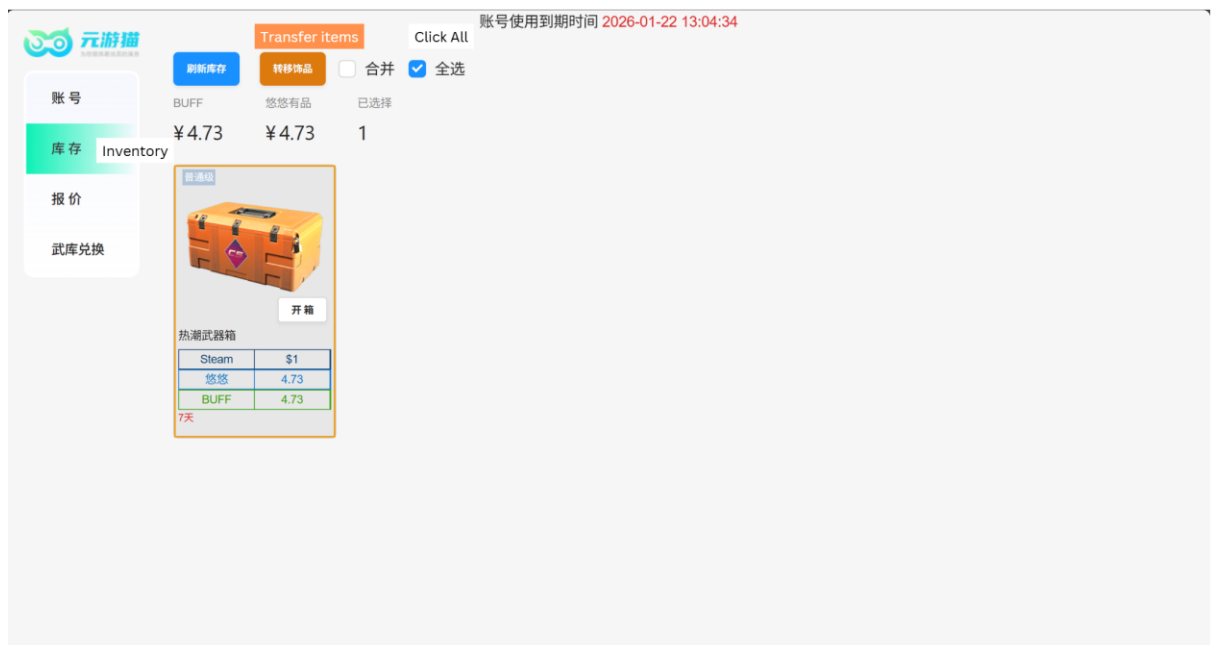 账号使用到期时间 2026-01-22 13:04:34
元游猫
Transfer items
Click All
刷新库存
转移饰品
合并
全选
账 号
库 存
Inventory
报 价
武库兑换
BUFF
悠悠有品
已选择
¥4.73
¥4.73
1
普通级
开 箱
热潮武器箱
Steam $1
悠悠 4.73
BUFF 4.73
7天